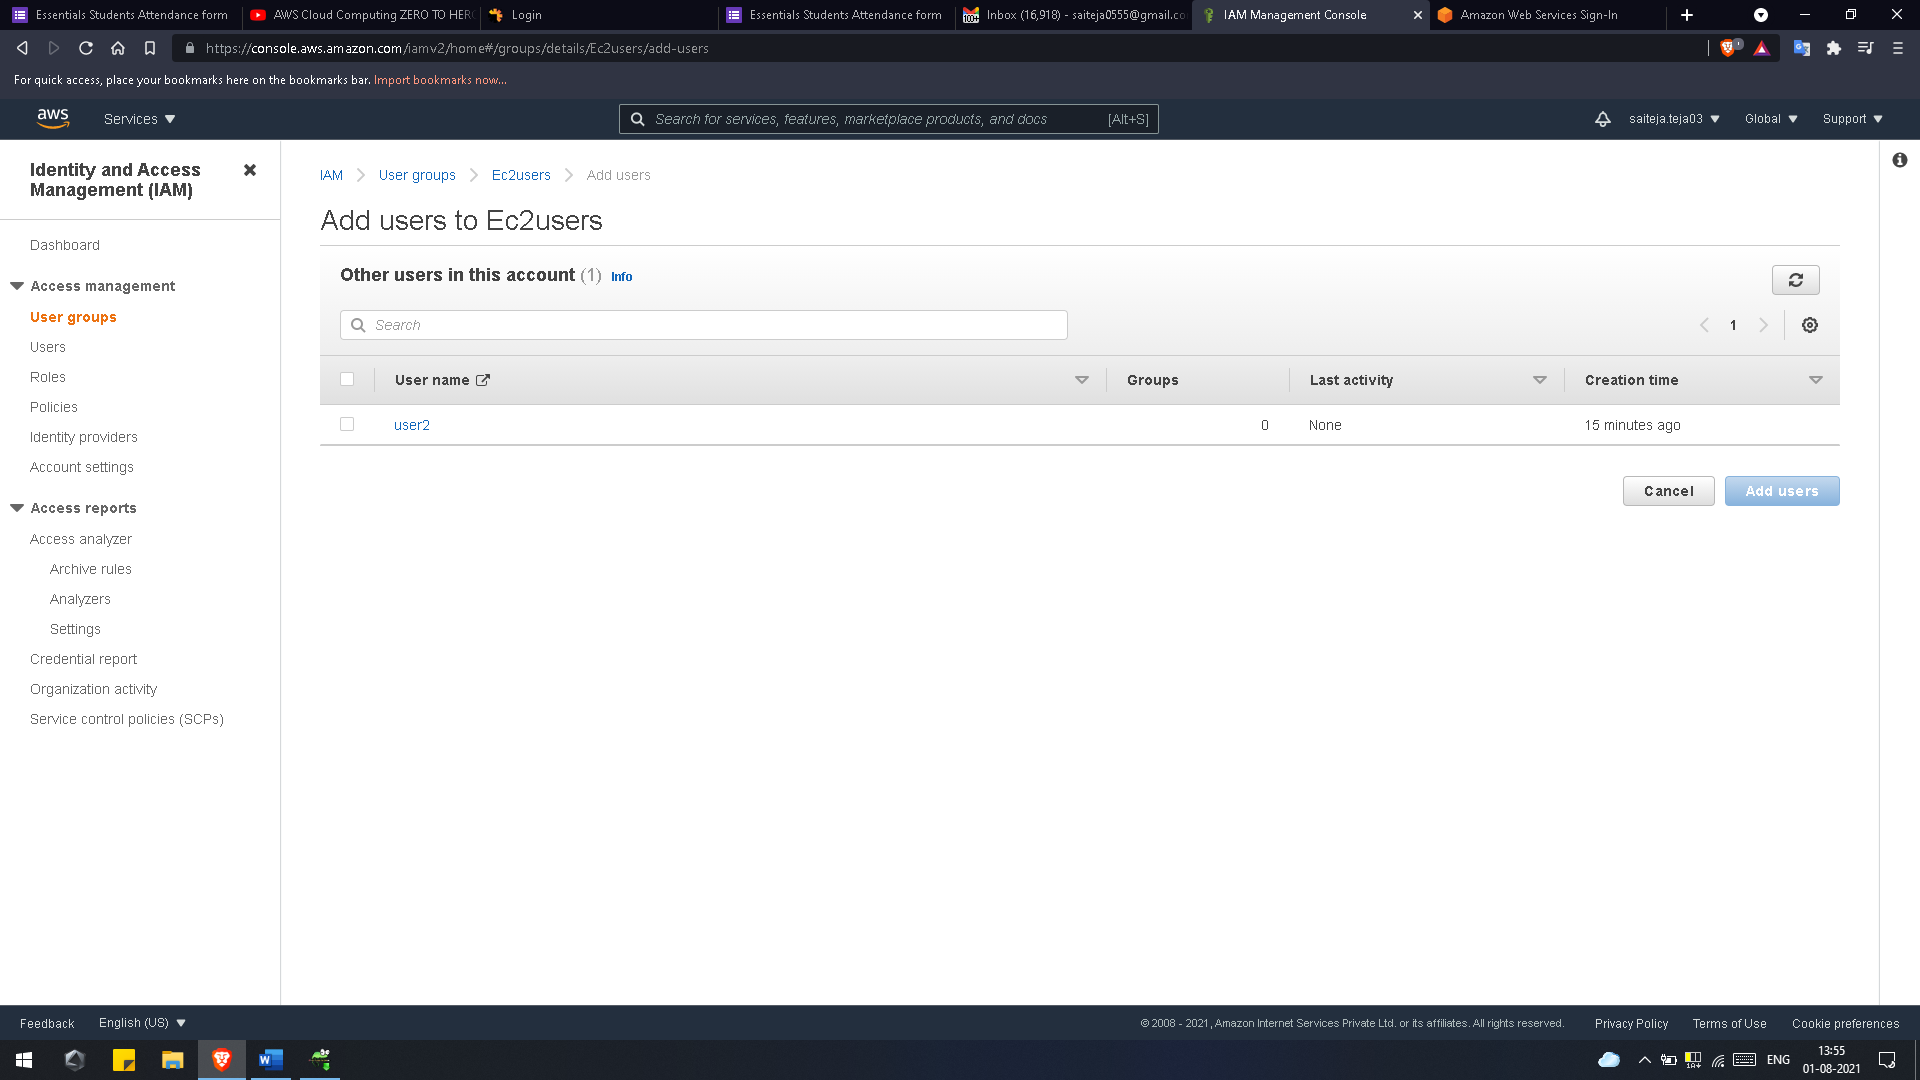 Essentials Students Attendance form
AWS Cloud Computing ZERO TO HER
Login
Essentials Students Attendance form
Inbox (16,918) - saiteja0555@gmail.co
IAM Management Console
Amazon Web Services Sign-In
https://console.aws.amazon.com/iamv2/home#/groups/details/Ec2users/add-users
For quick access, place your bookmarks here on the bookmarks bar. Import bookmarks now...
aws
Services
Search for services, features, marketplace products, and docs
[Alt+S]
saiteja.teja03
Global
Support
Identity and Access
Management (IAM)
Dashboard
Access management
User groups
Users
Roles
Policies
Identity providers
Account settings
Access reports
Access analyzer
Archive rules
Analyzers
Settings
Credential report
Organization activity
Service control policies (SCPs)
IAM
User groups
Ec2users
Add users
Add users to Ec2users
Other users in this account (1) Info
Search
1
User name
Groups
Last activity
Creation time
user2
0
None
15 minutes ago
Cancel
Add users
Feedback
English (US)
© 2008 - 2021, Amazon Internet Services Private Ltd. or its affiliates. All rights reserved.
Privacy Policy
Terms of Use
Cookie preferences
ENG
13:55
01-08-2021